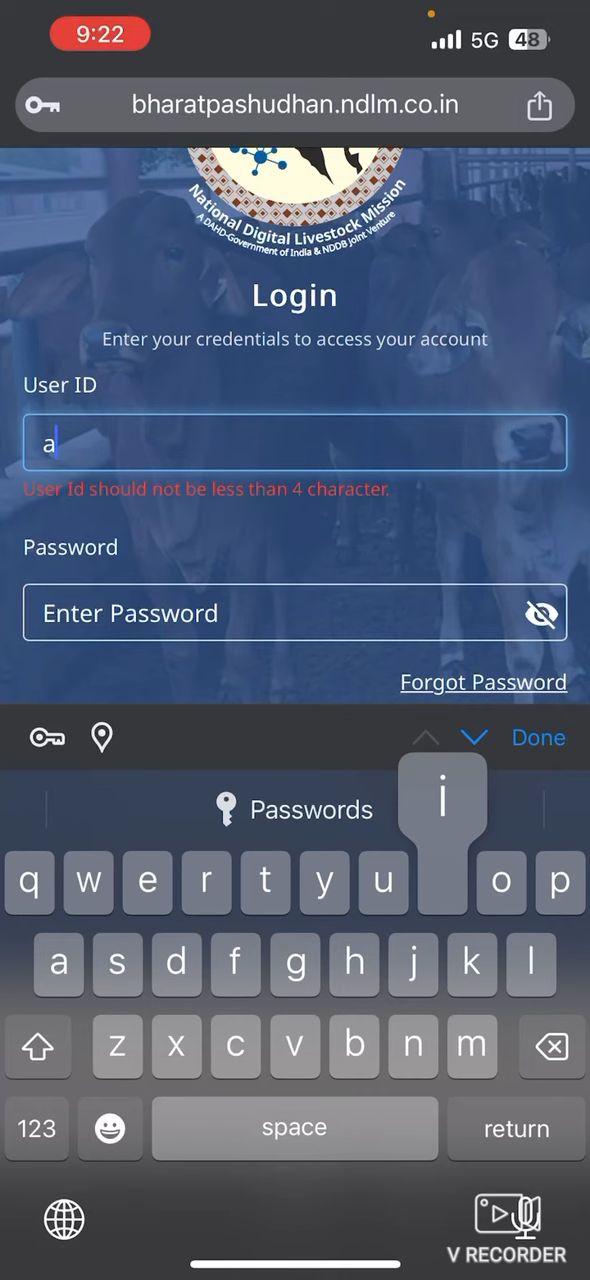 9:22
5G 48
bharatpashudhan.ndlm.co.in
National Digital Livestock Mission
A DAHD-Government of India & NDDB Joint Venture
Login
Enter your credentials to access your account
User ID
a
User Id should not be less than 4 character.
Password
Enter Password
Forgot Password
Done
Passwords
i
q w e r t y u o p
a s d f g h j k l
z x c v b n m
123 space return
V RECORDER